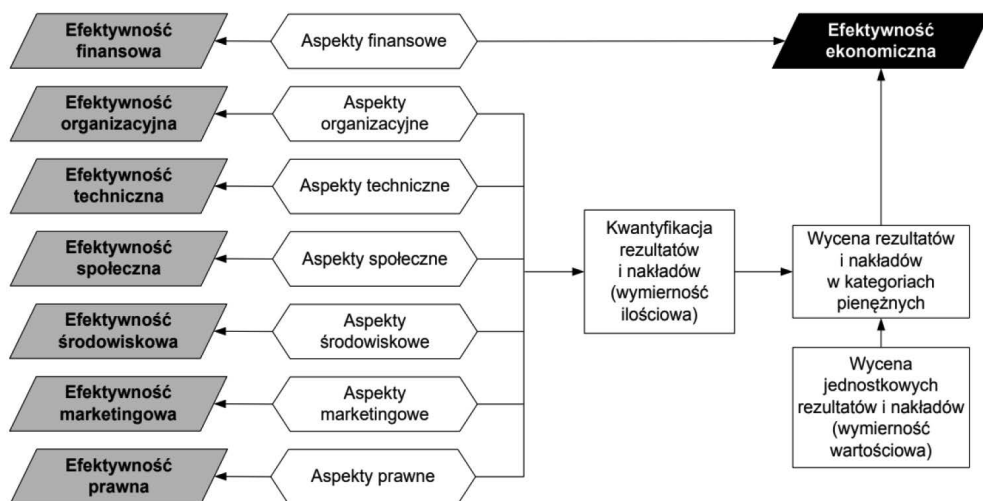 Efektywność
finansowa
Aspekty finansowe
Efektywność
ekonomiczna
Efektywność
organizacyjna
Aspekty
organizacyjne
Efektywność
techniczna
Aspekty techniczne
Efektywność
społeczna
Aspekty społeczne
Kwantyfikacja
rezultatów
i nakładów
(wymierność
ilościowa)
Wycena rezultatów
i nakładów
w kategoriach
pienężnych
Efektywność
środowiskowa
Aspekty
środowiskowe
Wycena
jednostkowych
rezultatów i nakładów
(wymierność
wartościowa)
Efektywność
marketingowa
Aspekty
marketingowe
Efektywność
prawna
Aspekty prawne